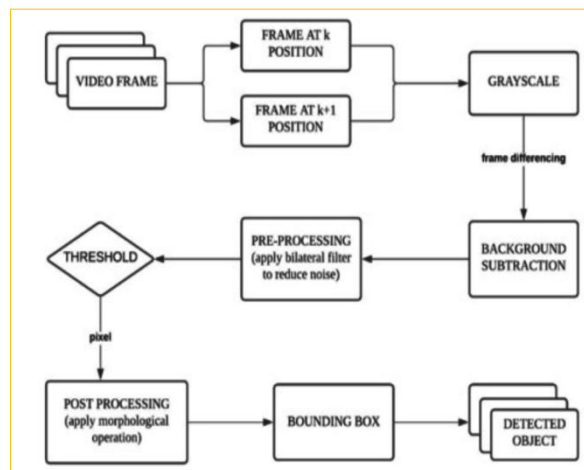 VIDEO FRAME
FRAME AT k
POSITION
FRAME AT k+1
POSITION
GRAYSCALE
frame differencing
BACKGROUND
SUBTRACTION
PRE-PROCESSING
(apply bilateral filter
to reduce noise)
THRESHOLD
pixel
POST PROCESSING
(apply morphological
operation)
BOUNDING BOX
DETECTED
OBJECT